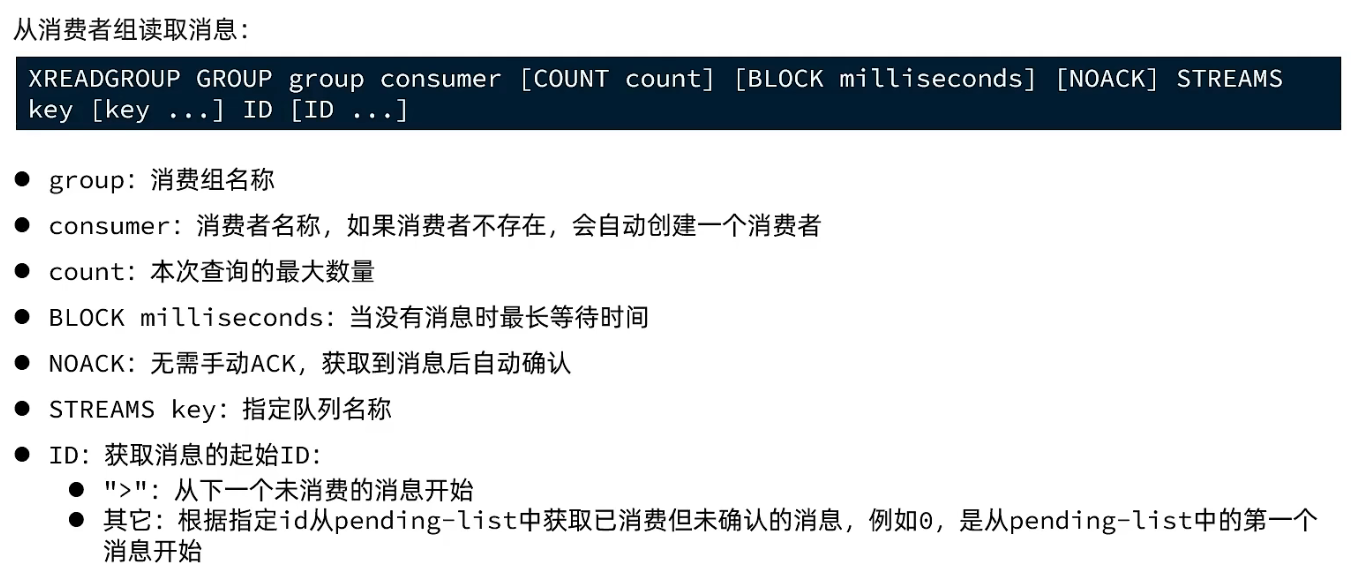 从消费者组读取消息：
XREADGROUP GROUP group consumer [COUNT count] [BLOCK milliseconds] [NOACK] STREAMS
key [key ...] ID [ID ...]
● group：消费组名称
● consumer：消费者名称，如果消费者不存在，会自动创建一个消费者
● count：本次查询的最大数量
● BLOCK milliseconds：当没有消息时最长等待时间
● NOACK：无需手动ACK，获取到消息后自动确认
● STREAMS key：指定队列名称
● ID：获取消息的起始ID：
● ">"：从下一个未消费的消息开始
● 其它：根据指定id从pending-list中获取已消费但未确认的消息，例如0，是从pending-list中的第一个
消息开始